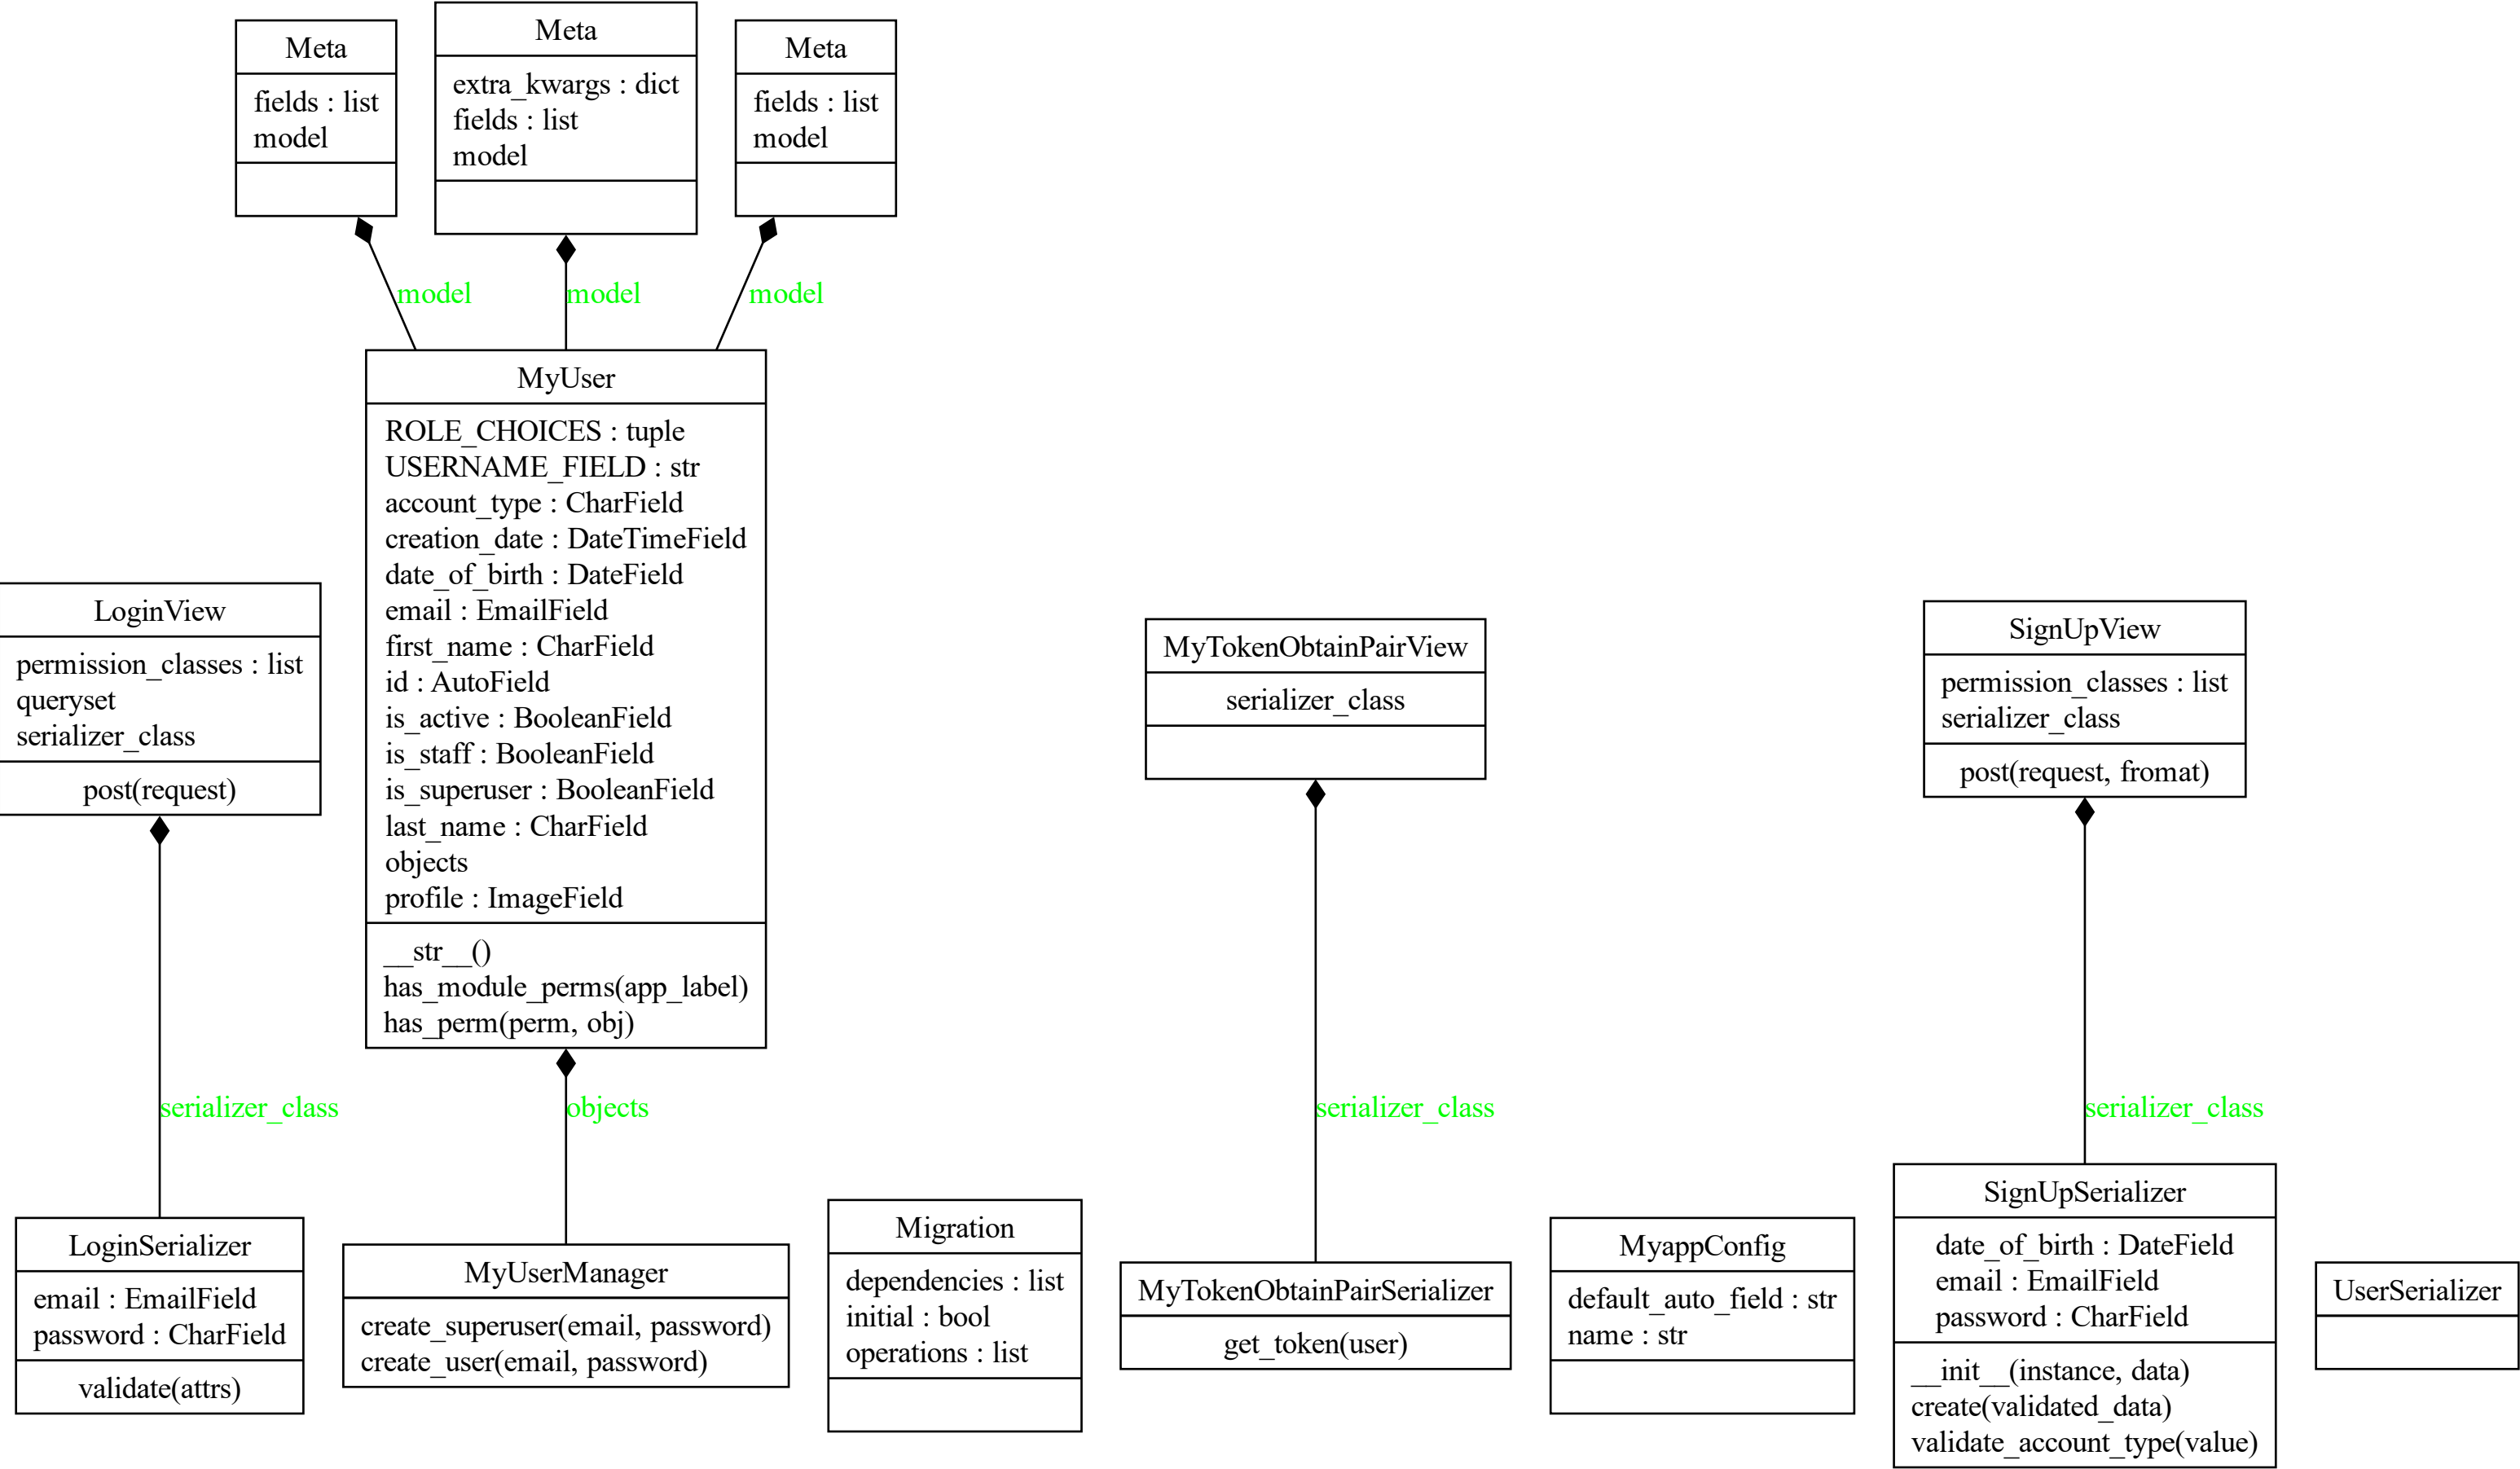 Meta
fields : list
model
Meta
extra_kwargs : dict
fields : list
model
Meta
fields : list
model
model
model
model
MyUser
ROLE_CHOICES : tuple
USERNAME_FIELD : str
account_type : CharField
creation_date : DateTimeField
date_of_birth : DateField
email : EmailField
first_name : CharField
id : AutoField
is_active : BooleanField
is_staff : BooleanField
is_superuser : BooleanField
last_name : CharField
objects
profile : ImageField
__str__()
has_module_perms(app_label)
has_perm(perm, obj)
LoginView
permission_classes : list
queryset
serializer_class
post(request)
MyTokenObtainPairView
serializer_class
SignUpView
permission_classes : list
serializer_class
post(request, fromat)
serializer_class
objects
serializer_class
serializer_class
LoginSerializer
email : EmailField
password : CharField
validate(attrs)
MyUserManager
create_superuser(email, password)
create_user(email, password)
Migration
dependencies : list
initial : bool
operations : list
MyTokenObtainPairSerializer
get_token(user)
MyappConfig
default_auto_field : str
name : str
SignUpSerializer
date_of_birth : DateField
email : EmailField
password : CharField
__init__(instance, data)
create(validated_data)
validate_account_type(value)
UserSerializer